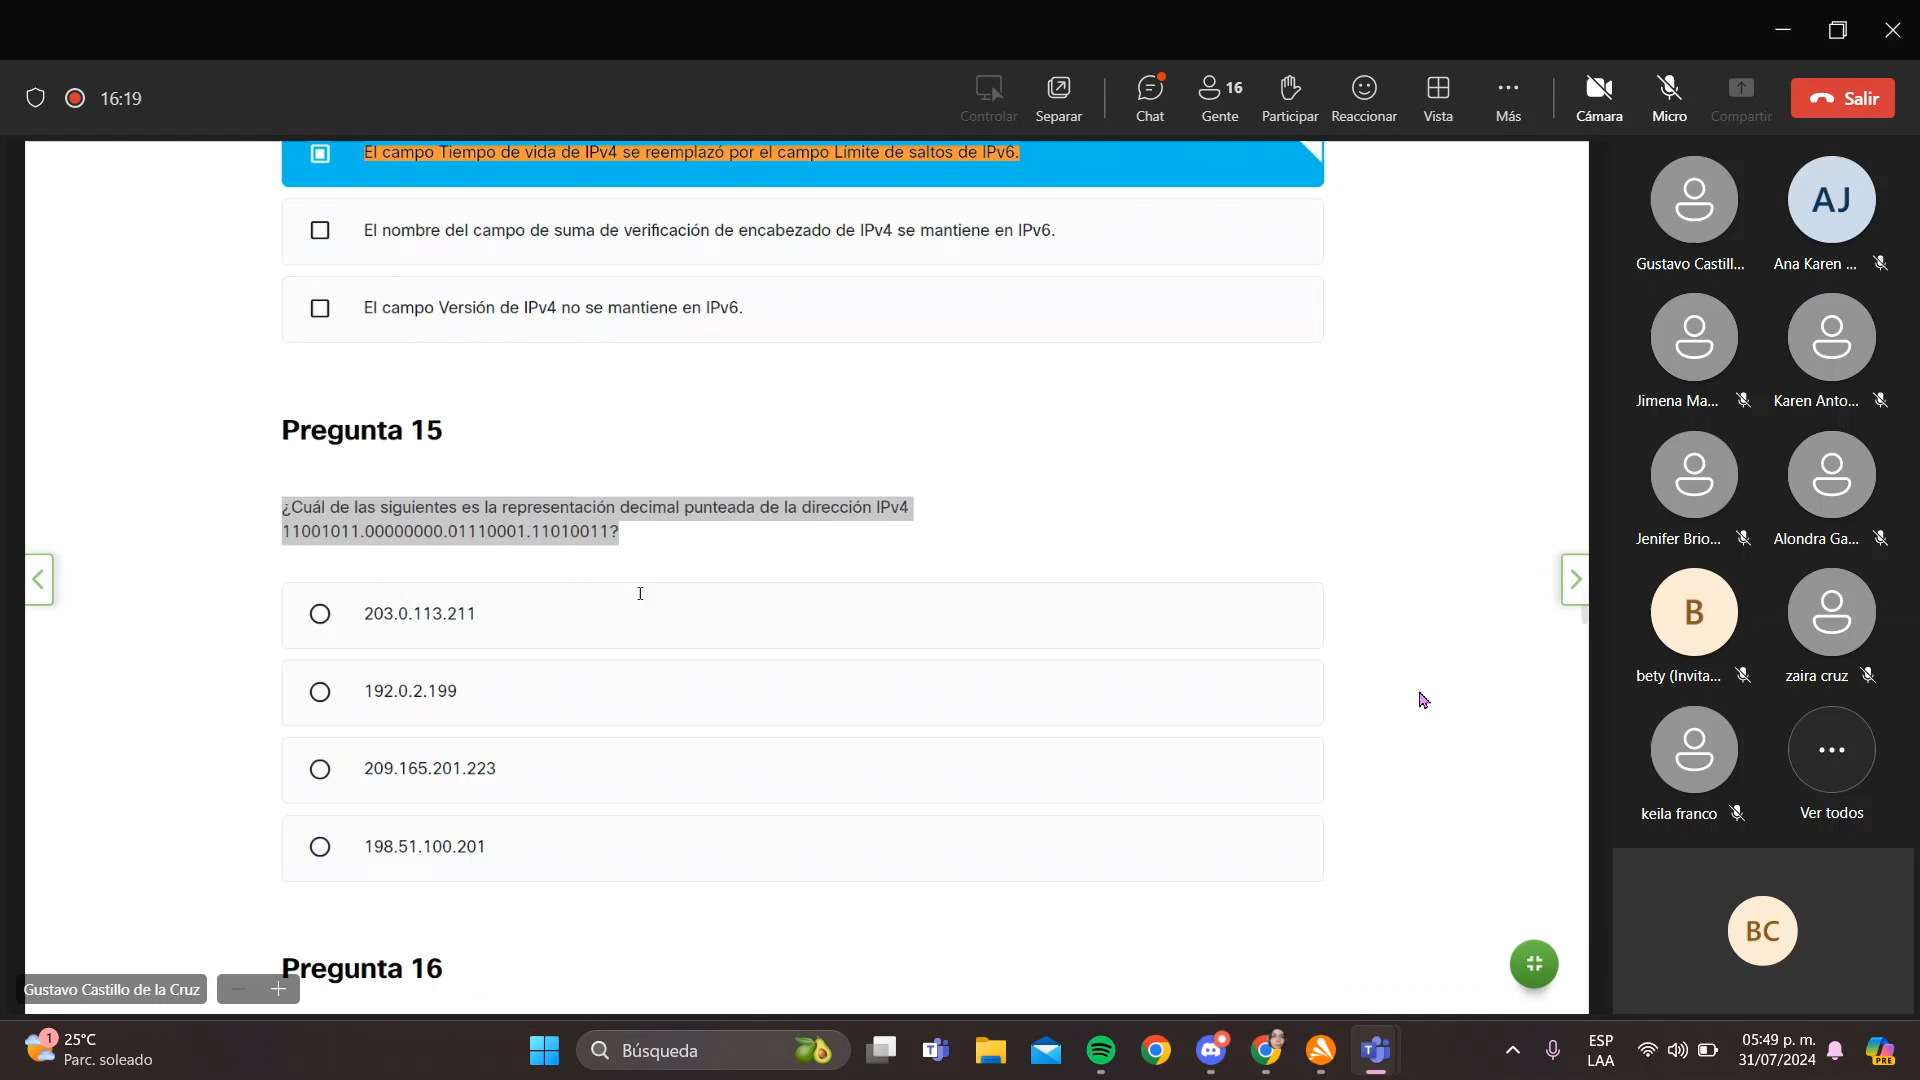 16:19
Controlar
Separar
Chat
16
Gente
Participar
Reaccionar
Vista
Más
Cámara
Micro
Compartir
Salir
El campo Tiempo de vida de IPv4 se reemplazó por el campo Límite de saltos de IPv6.
El nombre del campo de suma de verificación de encabezado de IPv4 se mantiene en IPv6.
El campo Versión de IPv4 no se mantiene en IPv6.
Pregunta 15
¿Cuál de las siguientes es la representación decimal punteada de la dirección IPv4
11001011.00000000.01110001.11010011?
203.0.113.211
192.0.2.199
209.165.201.223
198.51.100.201
Pregunta 16
Gustavo Castillo de la Cruz
AJ
Gustavo Castill...
Ana Karen ...
Jimena Ma...
Karen Anto...
Jenifer Brio...
Alondra Ga...
B
bety (Invita...
zaira cruz
keila franco
Ver todos
BC
1
25°C
Parc. soleado
Búsqueda
ESP
LAA
05:49 p. m.
31/07/2024
PRE